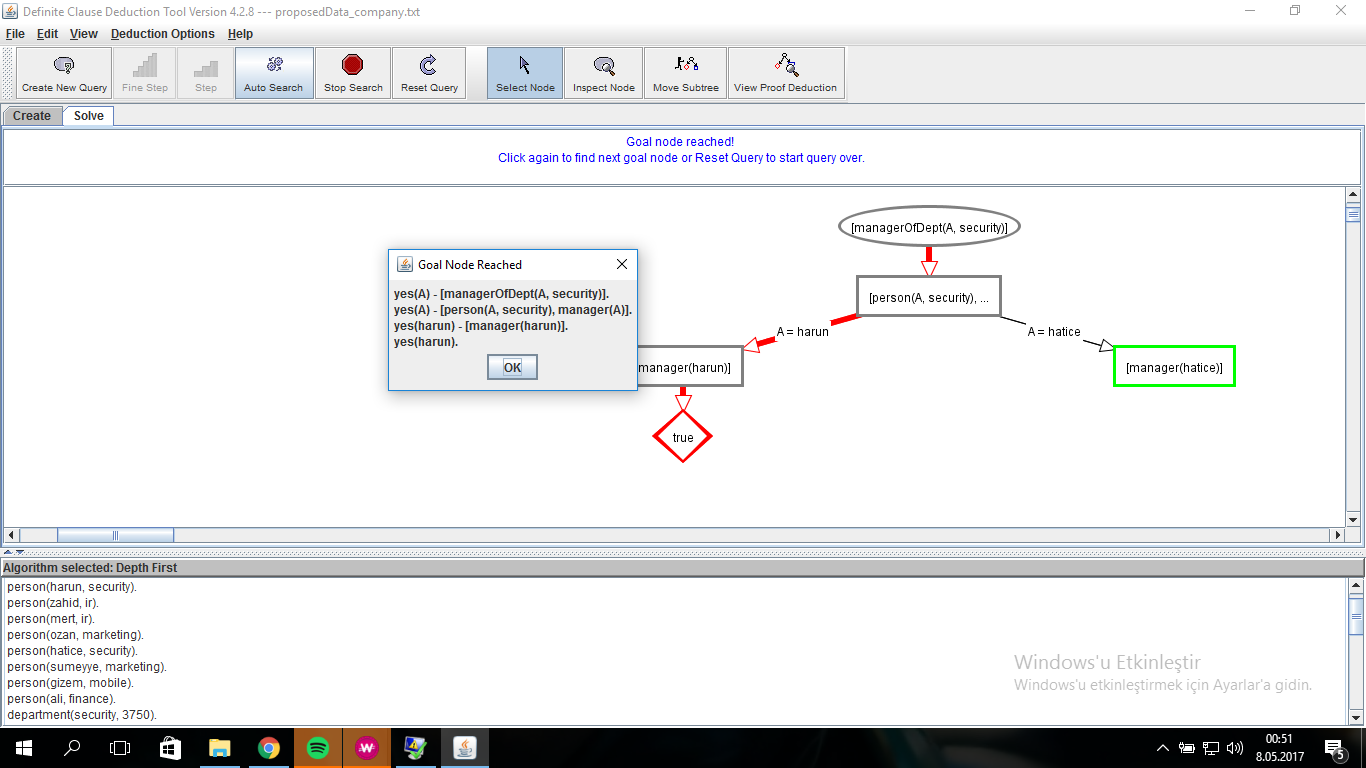 Definite Clause Deduction Tool Version 4.2.8 --- proposedData_company.txt
File Edit View Deduction Options Help
Create New Query Fine Step Step Auto Search Stop Search Reset Query Select Node Inspect Node Move Subtree View Proof Deduction
Create Solve
Goal node reached!
Click again to find next goal node or Reset Query to start query over.
[managerOfDept(A, security)]
[person(A, security), ...
A = harun
A = hatice
manager(harun)]
[manager(hatice)]
true
Goal Node Reached
yes(A) - [managerOfDept(A, security)].
yes(A) - [person(A, security), manager(A)].
yes(harun) - [manager(harun)].
yes(harun).
OK
Algorithm selected: Depth First
person(harun, security).
person(zahid, ir).
person(mert, ir).
person(ozan, marketing).
person(hatice, security).
person(sumeyye, marketing).
person(gizem, mobile).
person(ali, finance).
department(security, 3750).
Windows'u Etkinleştir
Windows'u etkinleştirmek için Ayarlar'a gidin.
00:51
8.05.2017
5